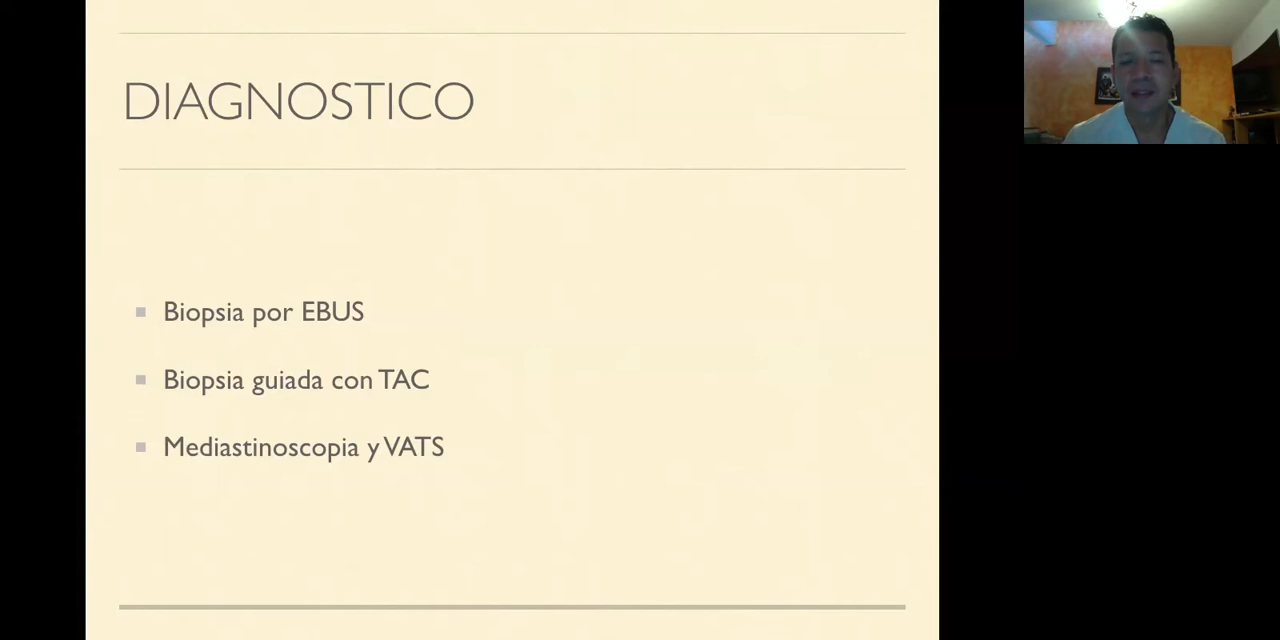 DIAGNOSTICO
Biopsia por EBUS
Biopsia guiada con TAC
Mediastinoscopia y VATS